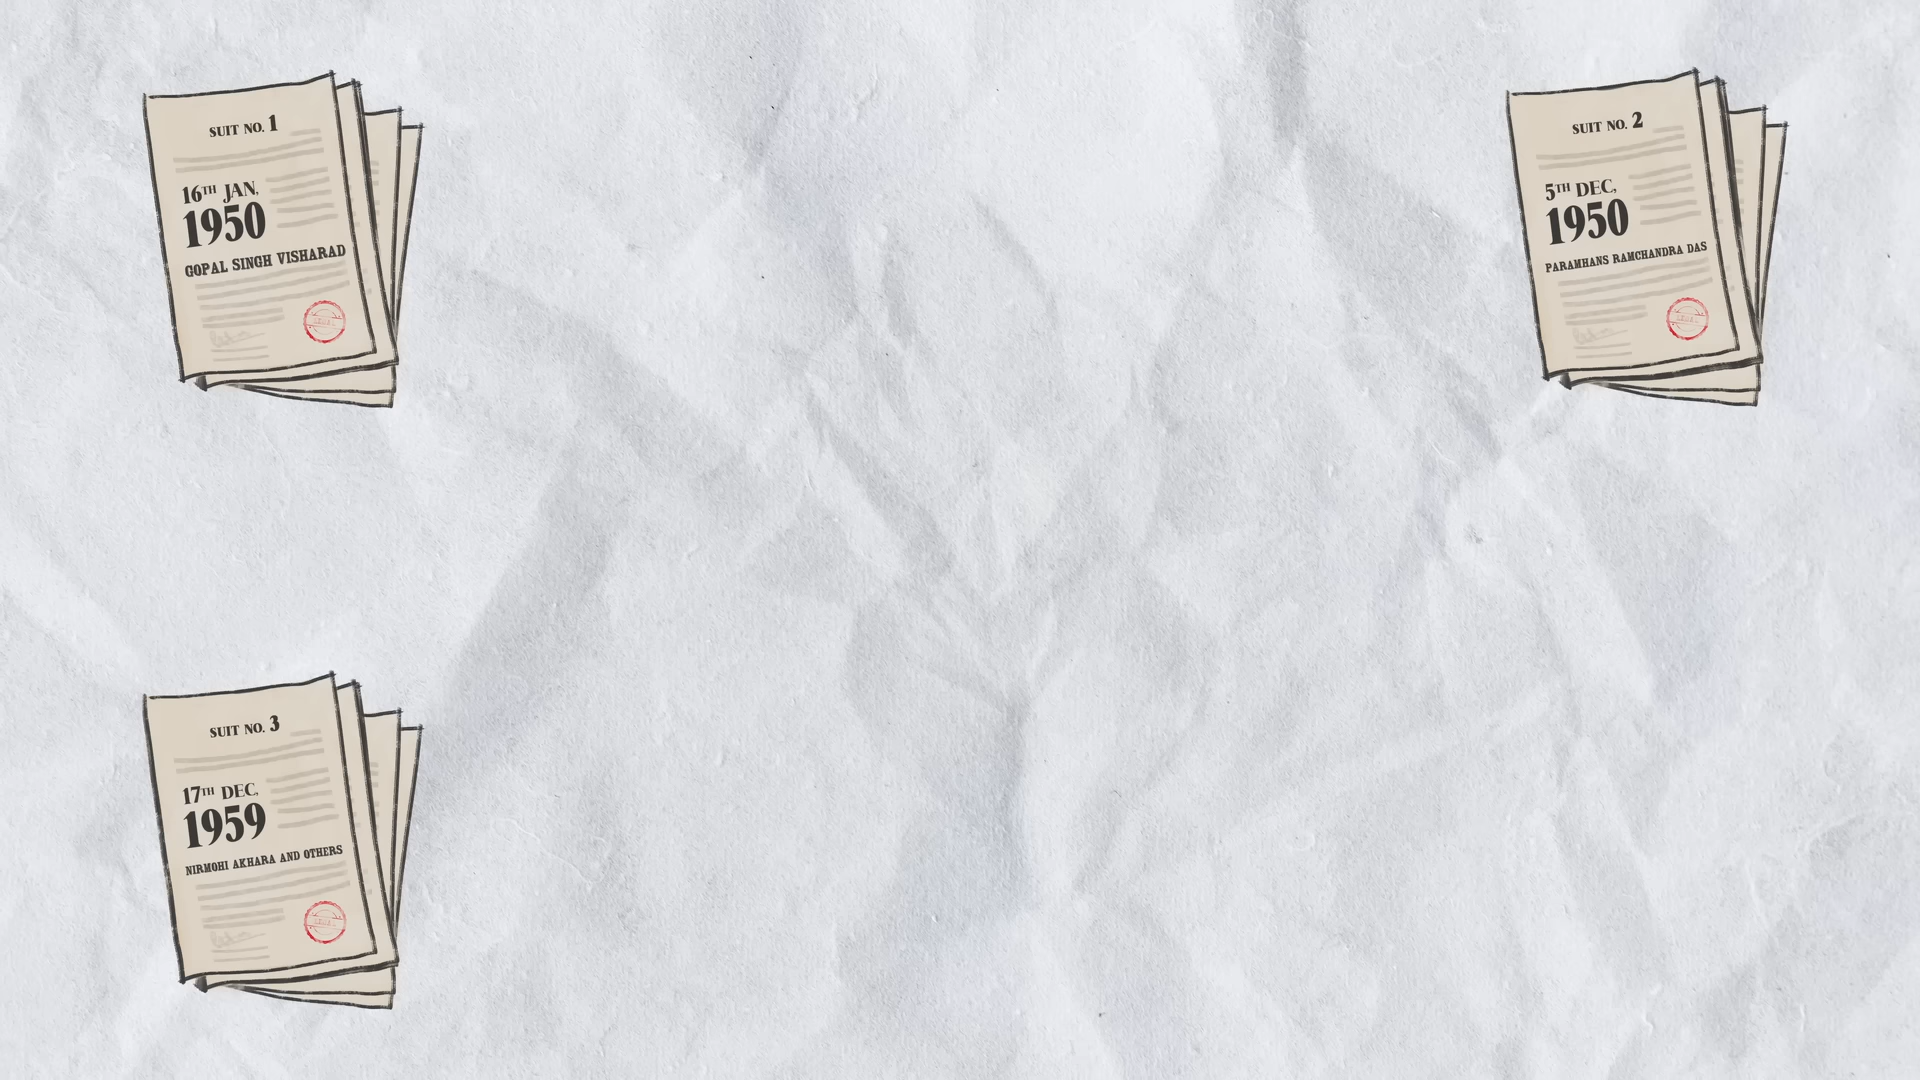 SUIT NO. 1
16TH JAN,
1950
GOPAL SINGH VISHARAD
SUIT NO. 2
5TH DEC,
1950
PARAMHANS RAMCHANDRA DAS
SUIT NO. 3
17TH DEC,
1959
NIRMOHI AKHARA AND OTHERS